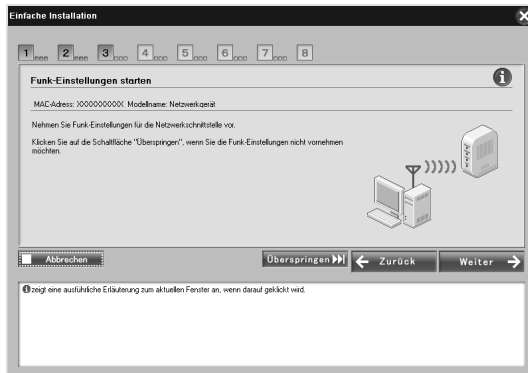 Einfache Installation
1 2 3 4 5 6 7 8
Funk-Einstellungen starten
MAC-Adress: XXXXXXXXXX Modellname: Netzwerkgerät
Nehmen Sie Funk-Einstellungen für die Netzwerkschnittstelle vor.
Klicken Sie auf die Schaltfläche "Überspringen", wenn Sie die Funk-Einstellungen nicht vornehmen
möchten.
Abbrechen Überspringen Zurück Weiter
zeigt eine ausführliche Erläuterung zum aktuellen Fenster an, wenn darauf geklickt wird.